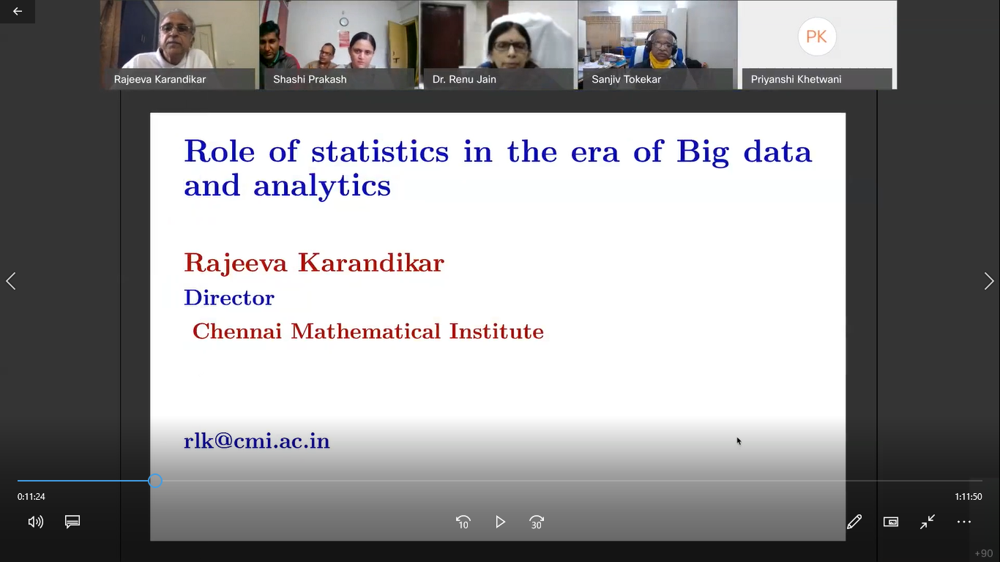 Rajeeva Karandikar
Shashi Prakash
Dr. Renu Jain
Sanjiv Tokekar
PK
Priyanshi Khetwani
Role of statistics in the era of Big data
and analytics
Rajeeva Karandikar
Director
Chennai Mathematical Institute
rlk@cmi.ac.in
0:11:24
1:11:50
10
30
+90